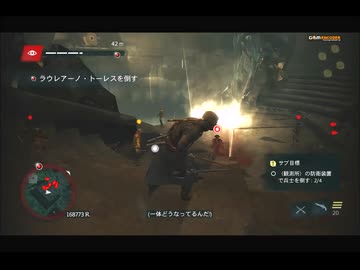 42 m
ラウレアーノ・トーレスを倒す
サブ目標
〈観測所〉の防衛装置
で兵士を倒す: 2/4
168773 R
(一体どうなってるんだ!)
20